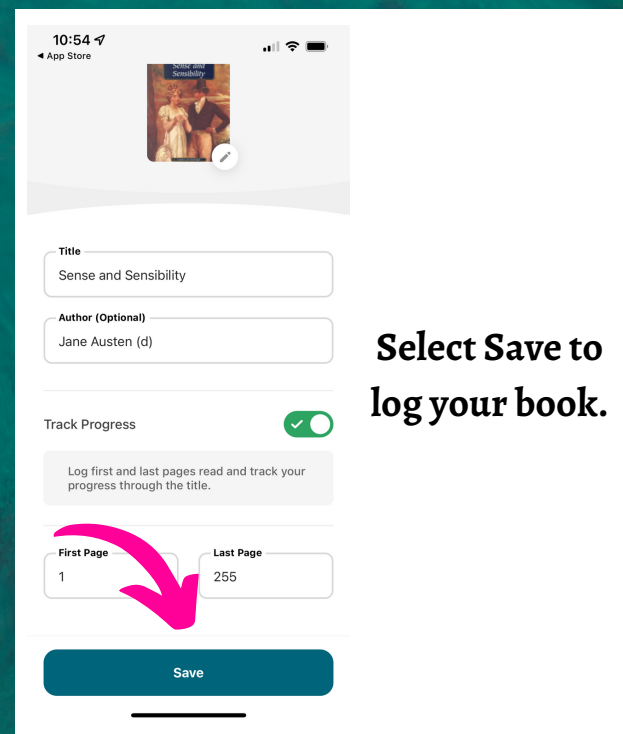 10:54
◀ App Store
Sense and
Sensibility
Title
Sense and Sensibility
Author (Optional)
Jane Austen (d)
Select Save to
log your book.
Track Progress
Log first and last pages read and track your
progress through the title.
First Page
1
Last Page
255
Save